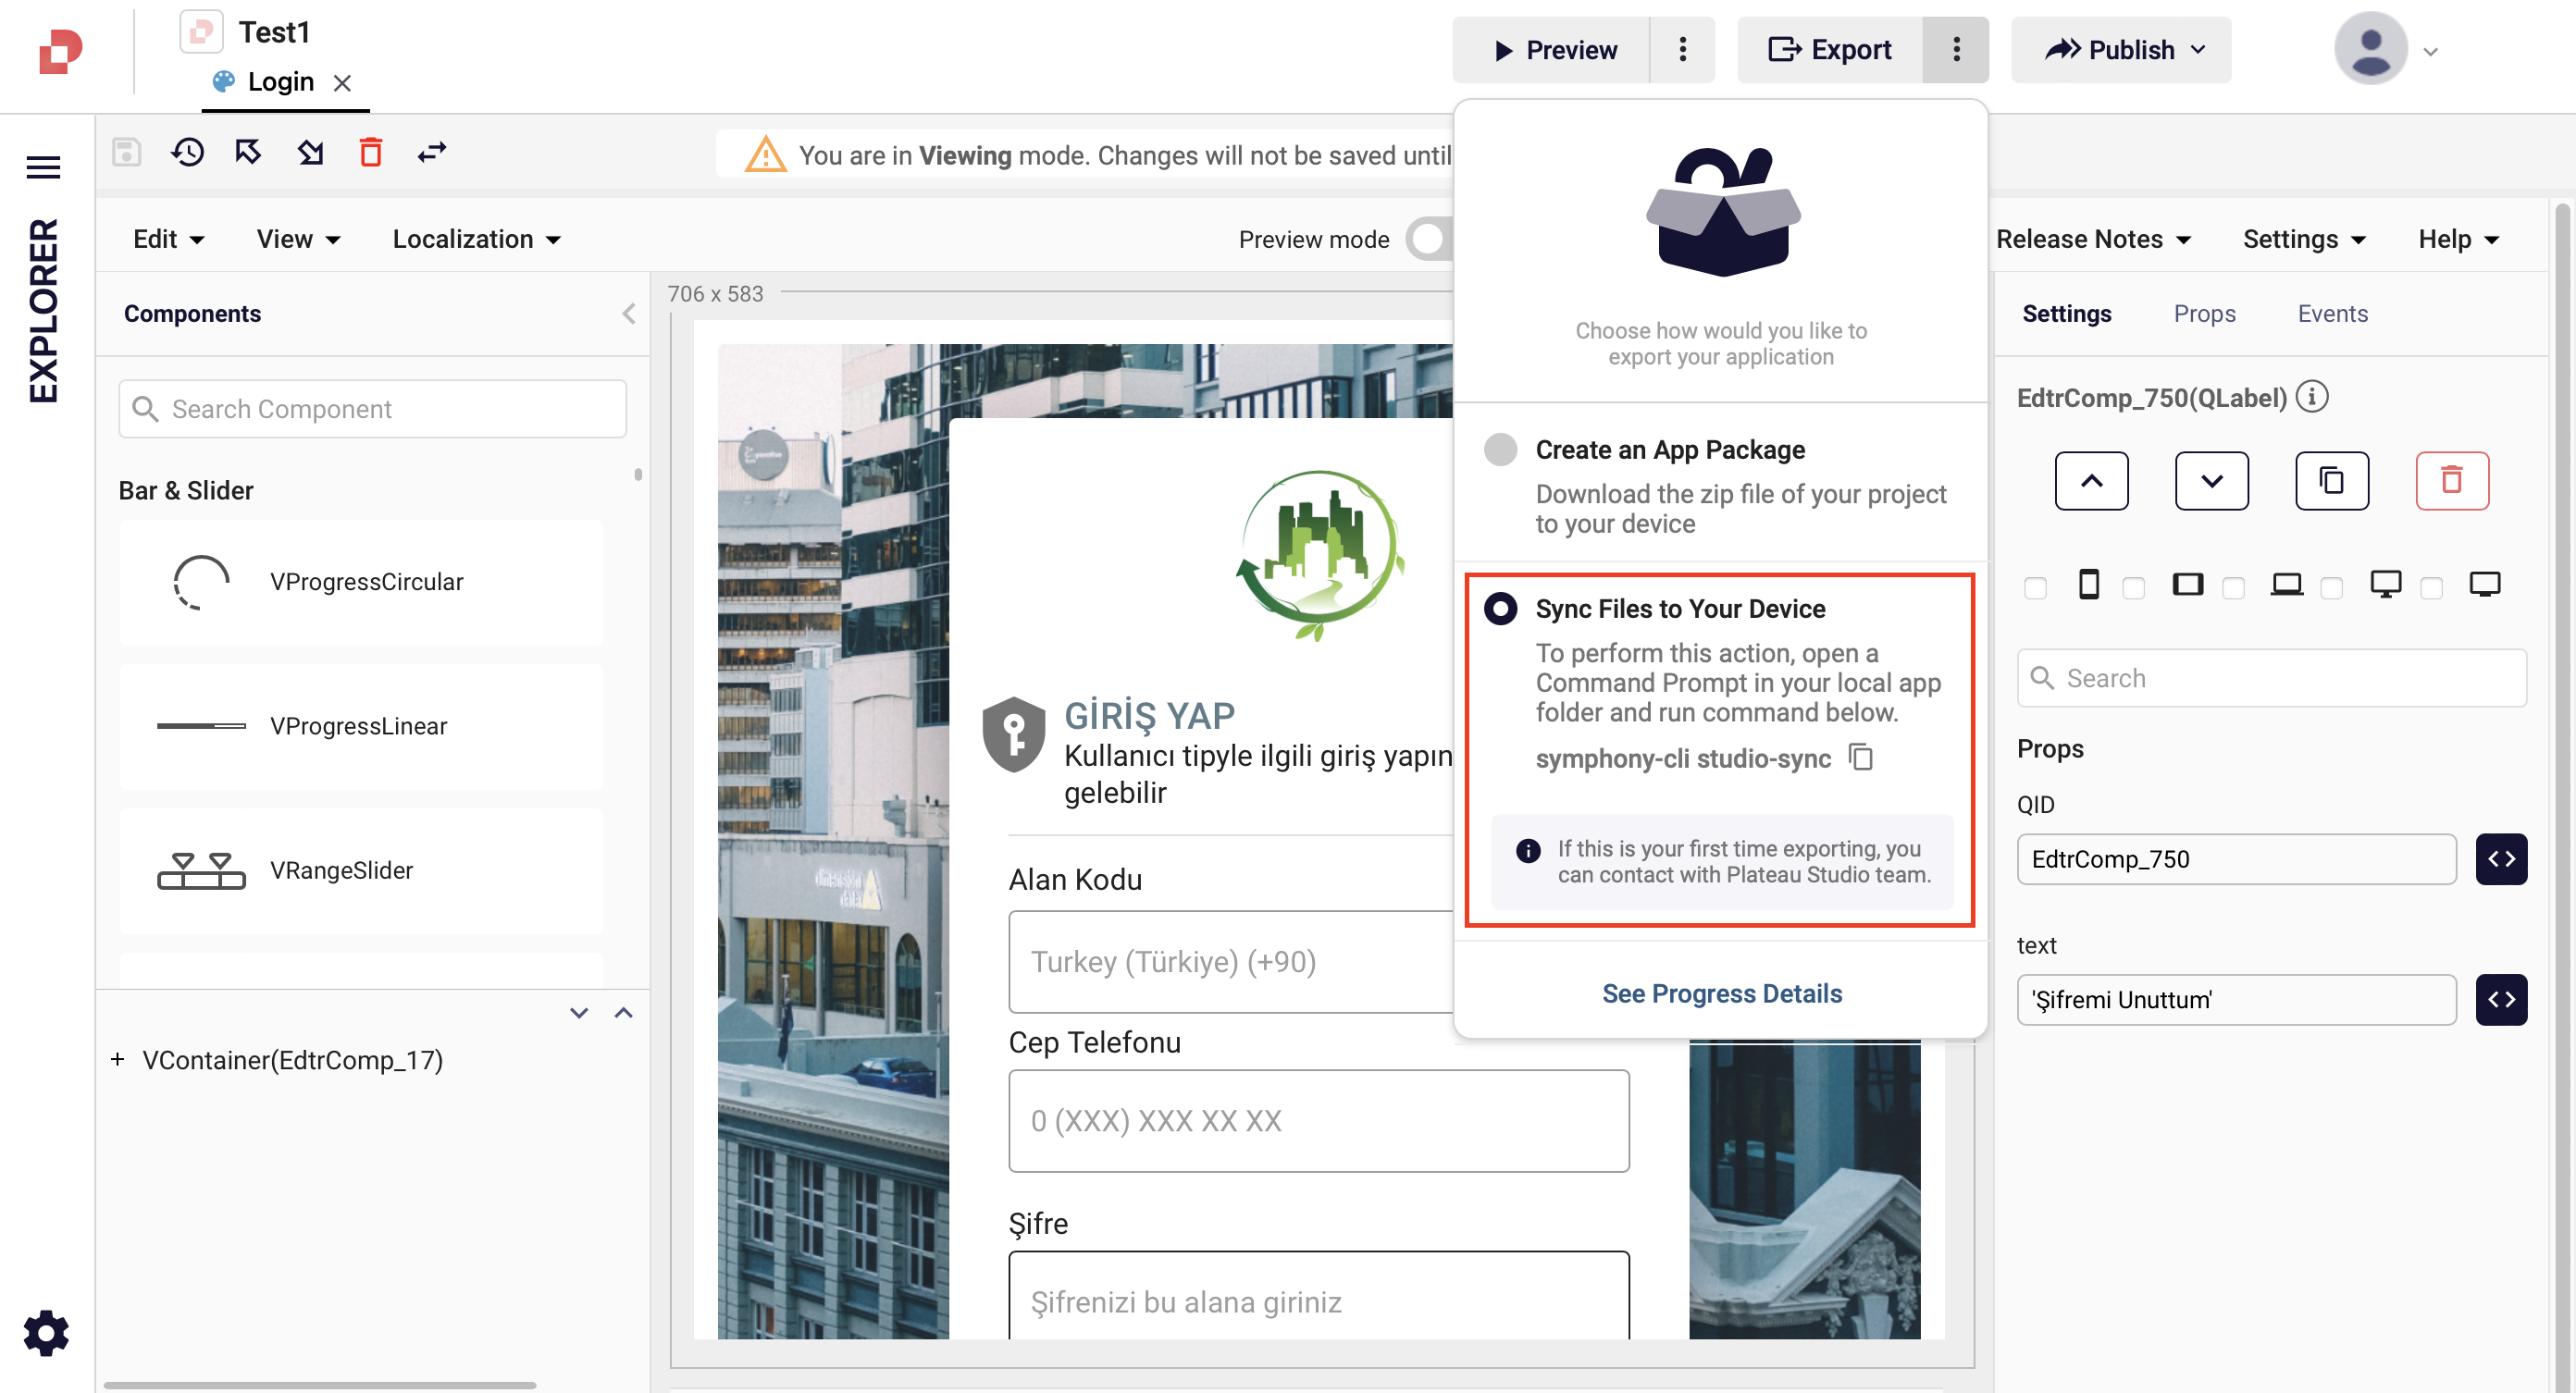 Test1
Login
Preview
Export
Publish
EXPLORER
You are in Viewing mode. Changes will not be saved until
Edit
View
Localization
Preview mode
Release Notes
Settings
Help
Components
Search Component
Bar & Slider
VProgressCircular
VProgressLinear
VRangeSlider
+ VContainer(EdtrComp_17)
706 x 583
GİRİŞ YAP
Kullanıcı tipyle ilgili giriş yapın
gelebilir
Alan Kodu
Turkey (Türkiye) (+90)
Cep Telefonu
0 (XXX) XXX XX XX
Şifre
Şifrenizi bu alana giriniz
Choose how would you like to
export your application
Create an App Package
Download the zip file of your project
to your device
Sync Files to Your Device
To perform this action, open a
Command Prompt in your local app
folder and run command below.
symphony-cli studio-sync
If this is your first time exporting, you
can contact with Plateau Studio team.
See Progress Details
Settings
Props
Events
EdtrComp_750(QLabel)
Search
Props
QID
EdtrComp_750
text
'Şifremi Unuttum'